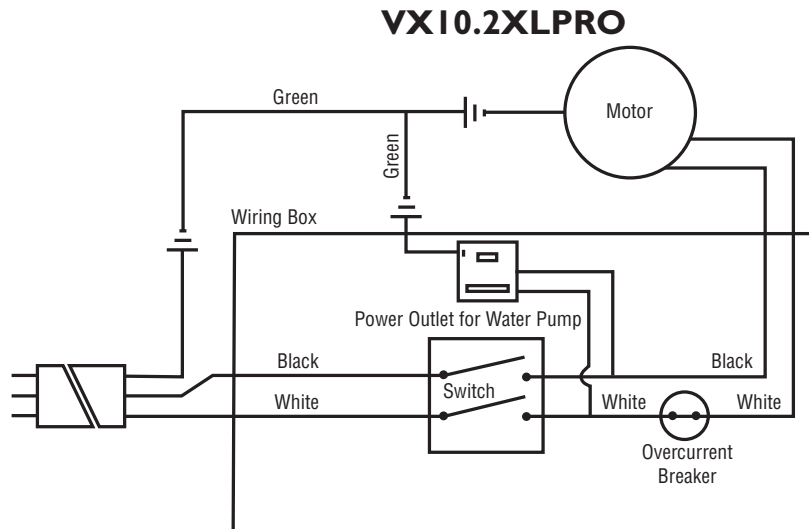 VX10.2XLPRO
Green
Motor
Green
Wiring Box
Power Outlet for Water Pump
Black
Switch
Black
White
White
White
Overcurrent
Breaker